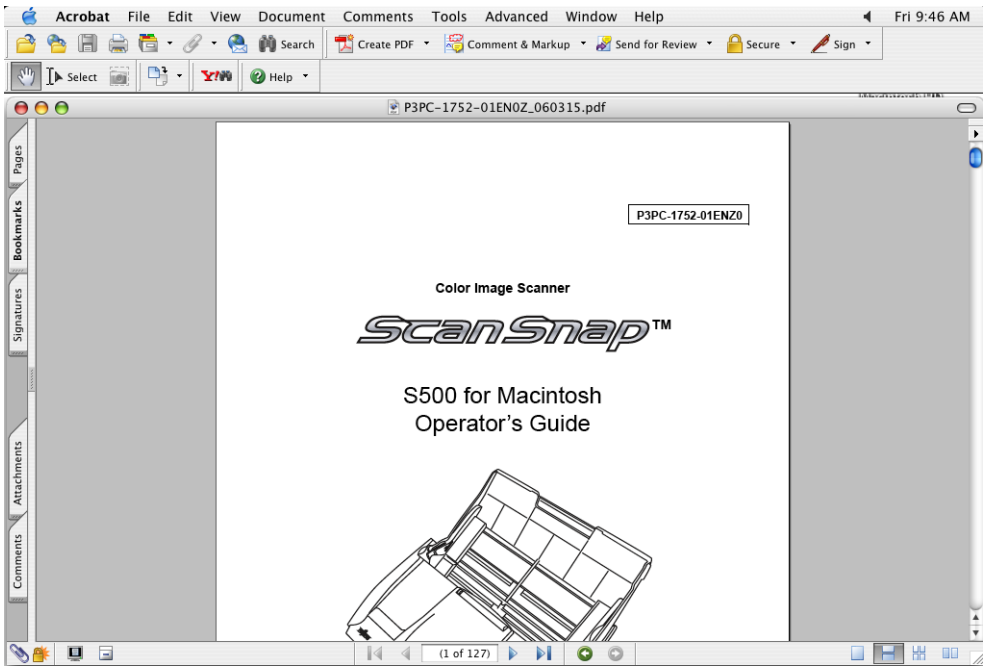 Acrobat File Edit View Document Comments Tools Advanced Window Help Fri 9:46 AM
Search Create PDF Comment & Markup Send for Review Secure Sign
Select Y! Help
P3PC-1752-01EN0Z_060315.pdf
Pages
Bookmarks
Signatures
Attachments
Comments
P3PC-1752-01ENZ0
Color Image Scanner
ScanSnap™
S500 for Macintosh
Operator's Guide
(1 of 127)